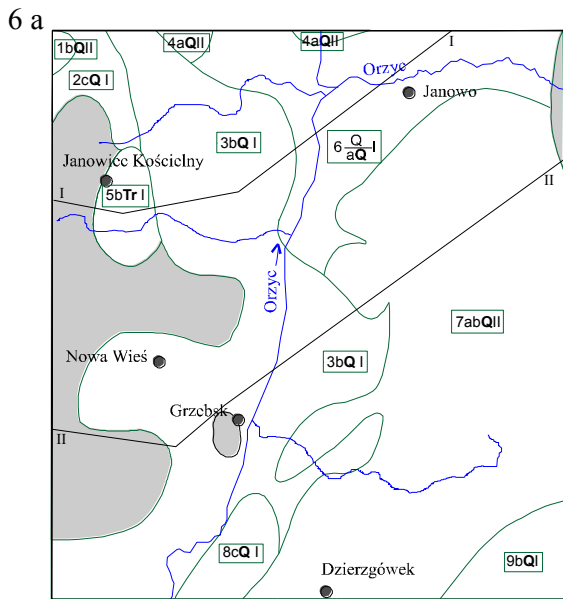 6 a
1bQII
4aQII
4aQII
I
Orzyc
2cQ I
Janowo
3bQ I
6 Q/aQ I
Janowiec Kościelny
II
I
5bTr I
Orzyc
7abQII
Nowa Wieś
3bQ I
Grzebsk
II
8cQ I
9bQI
Dzierzgówek